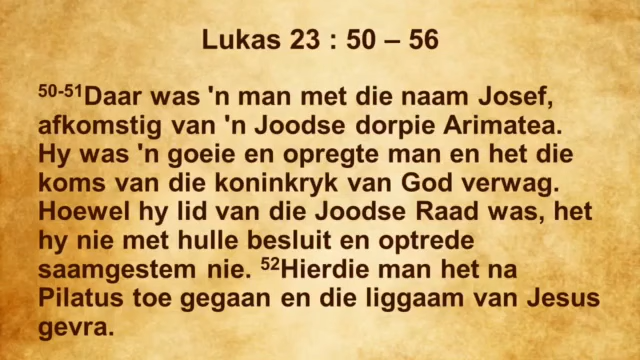 Lukas 23 : 50 – 56
50-51Daar was 'n man met die naam Josef,
afkomstig van 'n Joodse dorpie Arimatea.
Hy was 'n goeie en opregte man en het die
koms van die koninkryk van God verwag.
Hoewel hy lid van die Joodse Raad was, het
hy nie met hulle besluit en optrede
saamgestem nie. 52Hierdie man het na
Pilatus toe gegaan en die liggaam van Jesus
gevra.